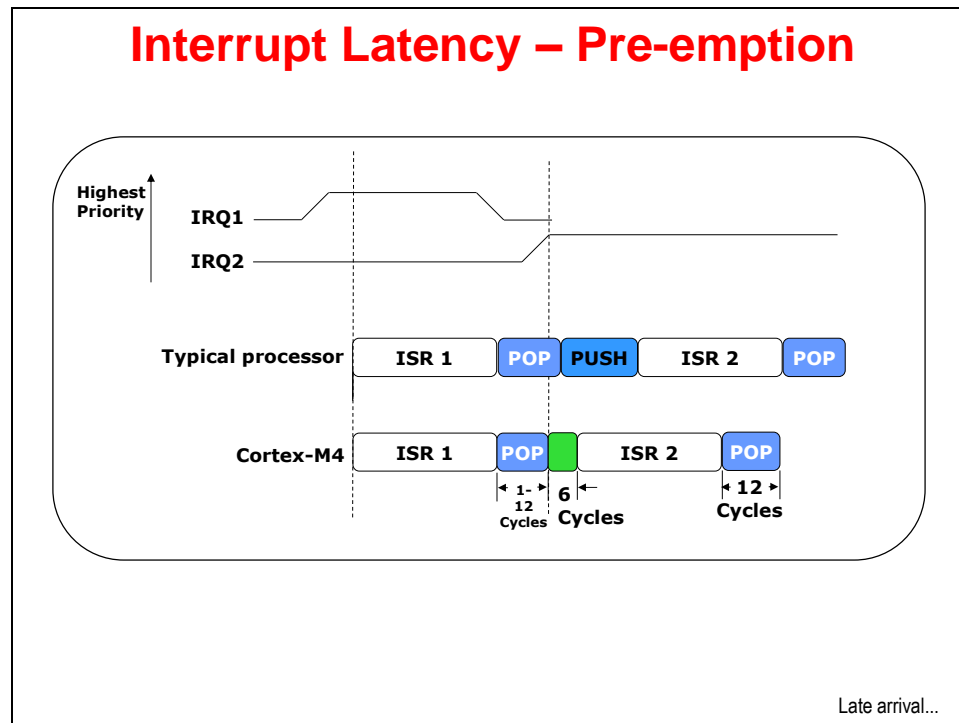 Interrupt Latency – Pre-emption
Highest
Priority
IRQ1
IRQ2
Typical processor
ISR 1
POP
PUSH
ISR 2
POP
Cortex-M4
ISR 1
POP
ISR 2
POP
1-
12
Cycles
6
Cycles
12
Cycles
Late arrival...